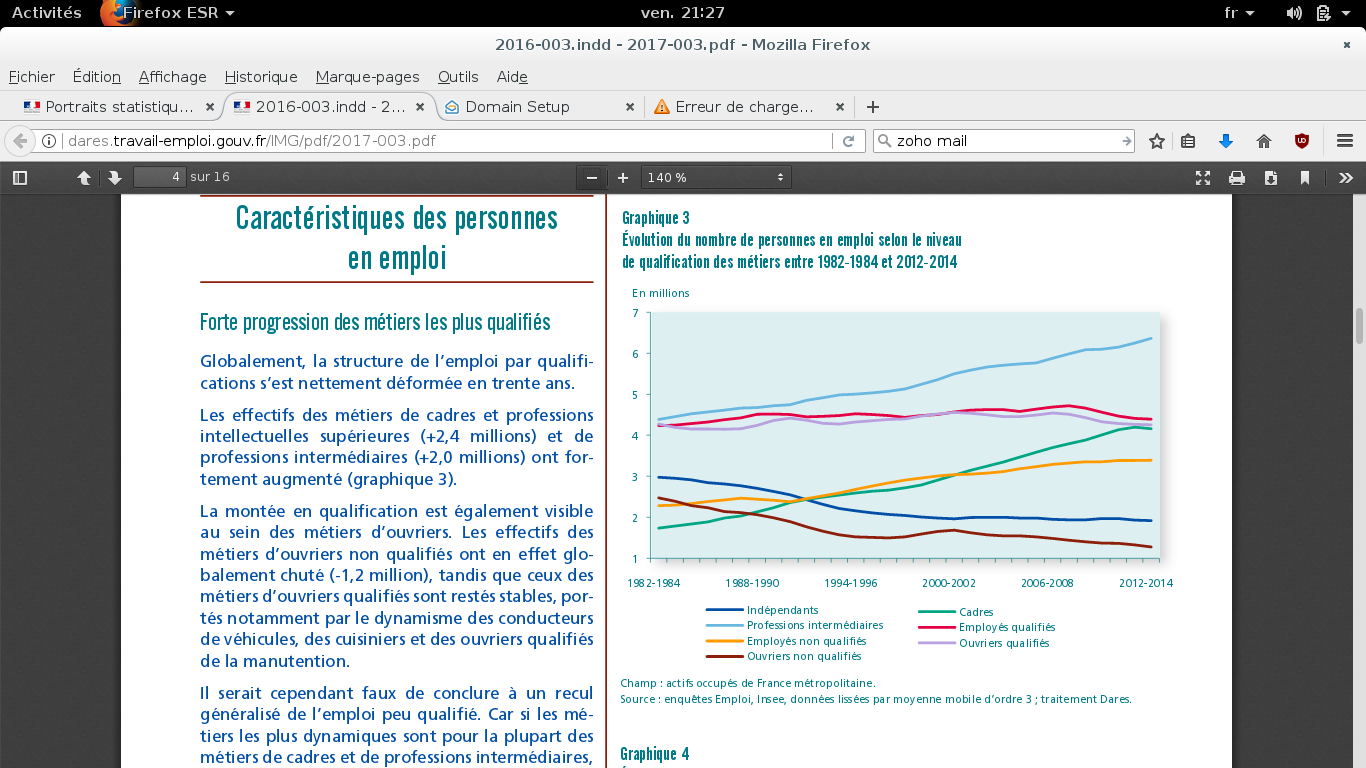 Activités Firefox ESR ven. 21:27 fr
2016-003.indd - 2017-003.pdf - Mozilla Firefox
Fichier Édition Affichage Historique Marque-pages Outils Aide
Portraits statistiqu... 2016-003.indd - 2... Domain Setup Erreur de charge...
dares.travail-emploi.gouv.fr/IMG/pdf/2017-003.pdf zoho mail
4 sur 16 140 %
Caractéristiques des personnes
en emploi
Forte progression des métiers les plus qualifiés
Globalement, la structure de l'emploi par qualifi-
cations s'est nettement déformée en trente ans.
Les effectifs des métiers de cadres et professions
intellectuelles supérieures (+2,4 millions) et de
professions intermédiaires (+2,0 millions) ont for-
tement augmenté (graphique 3).
La montée en qualification est également visible
au sein des métiers d'ouvriers. Les effectifs des
métiers d'ouvriers non qualifiés ont en effet glo-
balement chuté (-1,2 million), tandis que ceux des
métiers d'ouvriers qualifiés sont restés stables, por-
tés notamment par le dynamisme des conducteurs
de véhicules, des cuisiniers et des ouvriers qualifiés
de la manutention.
Il serait cependant faux de conclure à un recul
généralisé de l'emploi peu qualifié. Car si les mé-
tiers les plus dynamiques sont pour la plupart des
métiers de cadres et de professions intermédiaires,
Graphique 3
Évolution du nombre de personnes en emploi selon le niveau
de qualification des métiers entre 1982-1984 et 2012-2014
En millions
7
6
5
4
3
2
1
1982-1984 1988-1990 1994-1996 2000-2002 2006-2008 2012-2014
Indépendants Cadres
Professions intermédiaires Employés qualifiés
Employés non qualifiés Ouvriers qualifiés
Ouvriers non qualifiés
Champ : actifs occupés de France métropolitaine.
Source : enquêtes Emploi, Insee, données lissées par moyenne mobile d'ordre 3 ; traitement Dares.
Graphique 4